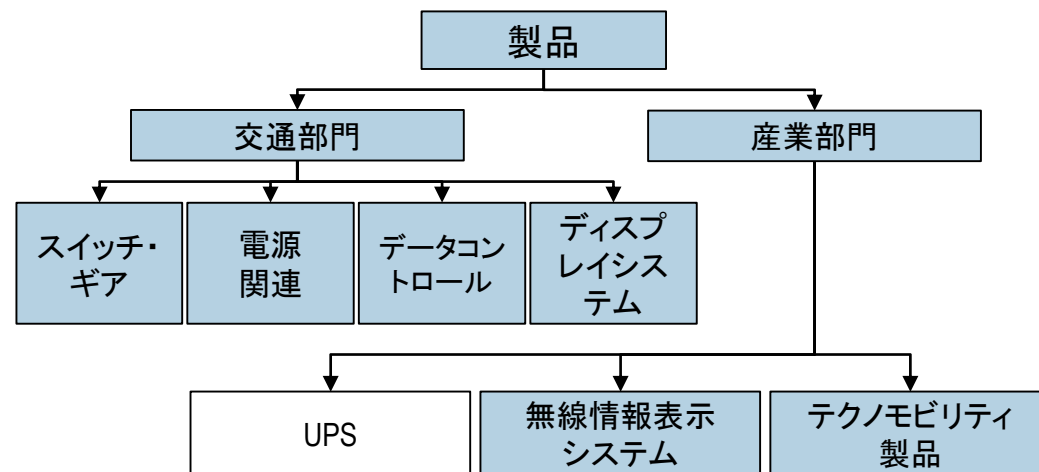 製品
交通部門
産業部門
スイッチ・
ギア
電源
関連
データコン
トロール
ディスプ
レイシス
テム
UPS
無線情報表示
システム
テクノモビリティ
製品